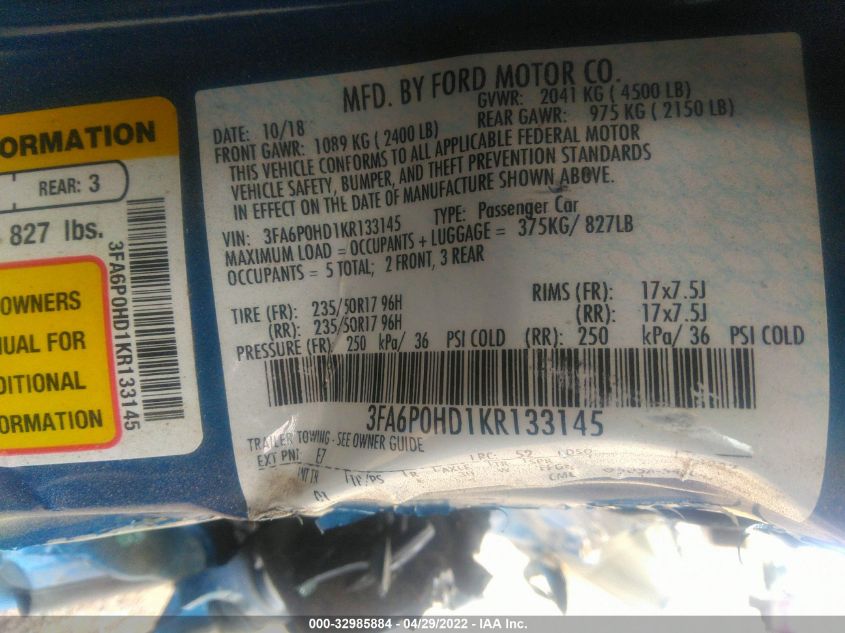 ORMATION
REAR: 3
827 lbs.
3FA6P0HD1KR133145
OWNERS
UAL FOR
DITIONAL
ORMATION
MFD. BY FORD MOTOR CO.
DATE: 10/18 GVWR: 2041 KG ( 4500 LB)
FRONT GAWR: 1089 KG ( 2400 LB) REAR GAWR: 975 KG ( 2150 LB)
THIS VEHICLE CONFORMS TO ALL APPLICABLE FEDERAL MOTOR
VEHICLE SAFETY, BUMPER, AND THEFT PREVENTION STANDARDS
IN EFFECT ON THE DATE OF MANUFACTURE SHOWN ABOVE.
VIN: 3FA6P0HD1KR133145 TYPE: Passenger Car
MAXIMUM LOAD = OCCUPANTS + LUGGAGE = 375KG/ 827LB
OCCUPANTS = 5 TOTAL; 2 FRONT, 3 REAR
TIRE (FR): 235/50R17 96H RIMS (FR): 17x7.5J
(RR): 235/50R17 96H (RR): 17x7.5J
PRESSURE (FR) 250 kPa/ 36 PSI COLD (RR): 250 kPa/ 36 PSI COLD
3FA6P0HD1KR133145
TRAILER TOWING - SEE OWNER GUIDE
EXT PNT: E7
000-32985884 - 04/29/2022 - IAA Inc.